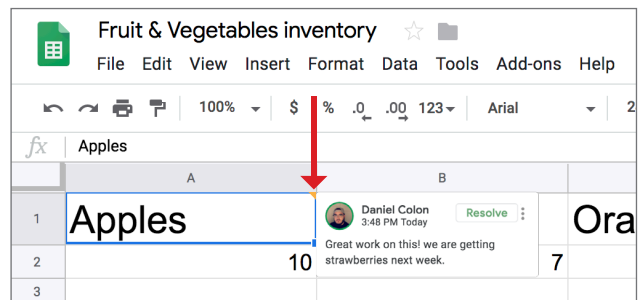 Fruit & Vegetables inventory
File Edit View Insert Format Data Tools Add-ons Help
100% $ % .0 .00 123 Arial 2
fx Apples
A B
1 Apples Ora
Daniel Colon Resolve
3:48 PM Today
Great work on this! we are getting
strawberries next week.
2 10 7
3